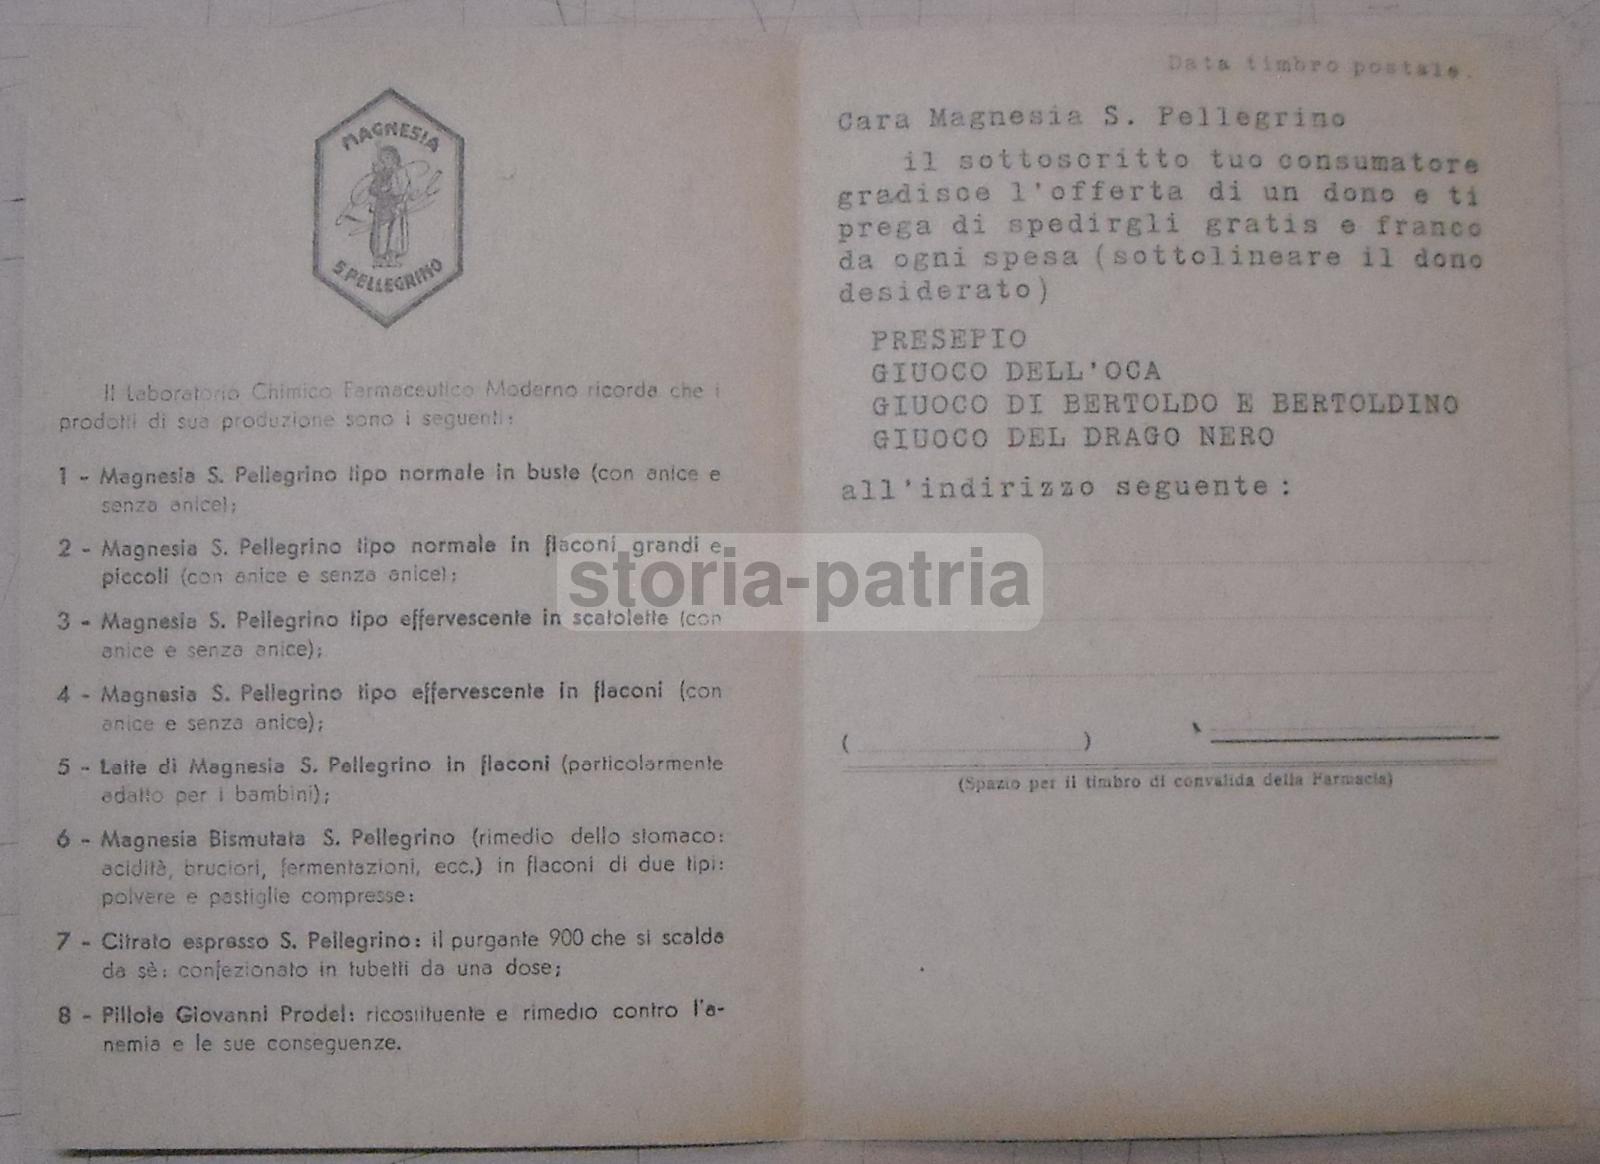 MAGNESIA
S. PELLEGRINO
Il Laboratorio Chimico Farmaceutico Moderno ricorda che i
prodotti di sua produzione sono i seguenti:
1 - Magnesia S. Pellegrino tipo normale in buste (con anice e
senza anice);
2 - Magnesia S. Pellegrino tipo normale in flaconi grandi e
piccoli (con anice e senza anice);
3 - Magnesia S. Pellegrino tipo effervescente in scatolette (con
anice e senza anice);
4 - Magnesia S. Pellegrino tipo effervescente in flaconi (con
anice e senza anice);
5 - Latte di Magnesia S. Pellegrino in flaconi (particolarmente
adatto per i bambini);
6 - Magnesia Bismutata S. Pellegrino (rimedio dello stomaco:
acidità, bruciori, fermentazioni, ecc.) in flaconi di due tipi:
polvere e pastiglie compresse:
7 - Citrato espresso S. Pellegrino: il purgante 900 che si scalda
da sè: confezionato in tubetti da una dose;
8 - Pillole Giovanni Prodel: ricostituente e rimedio contro l'a-
nemia e le sue conseguenze.
Data timbro postale.
Cara Magnesia S. Pellegrino
il sottoscritto tuo consumatore
gradisce l'offerta di un dono e ti
prega di spedirgli gratis e franco
da ogni spesa (sottolineare il dono
desiderato)
PRESEPIO
GIUOCO DELL'OCA
GIUOCO DI BERTOLDO E BERTOLDINO
GIUOCO DEL DRAGO NERO
all'indirizzo seguente:
storia-patria
( )
(Spazio per il timbro di convalida della Farmacia)